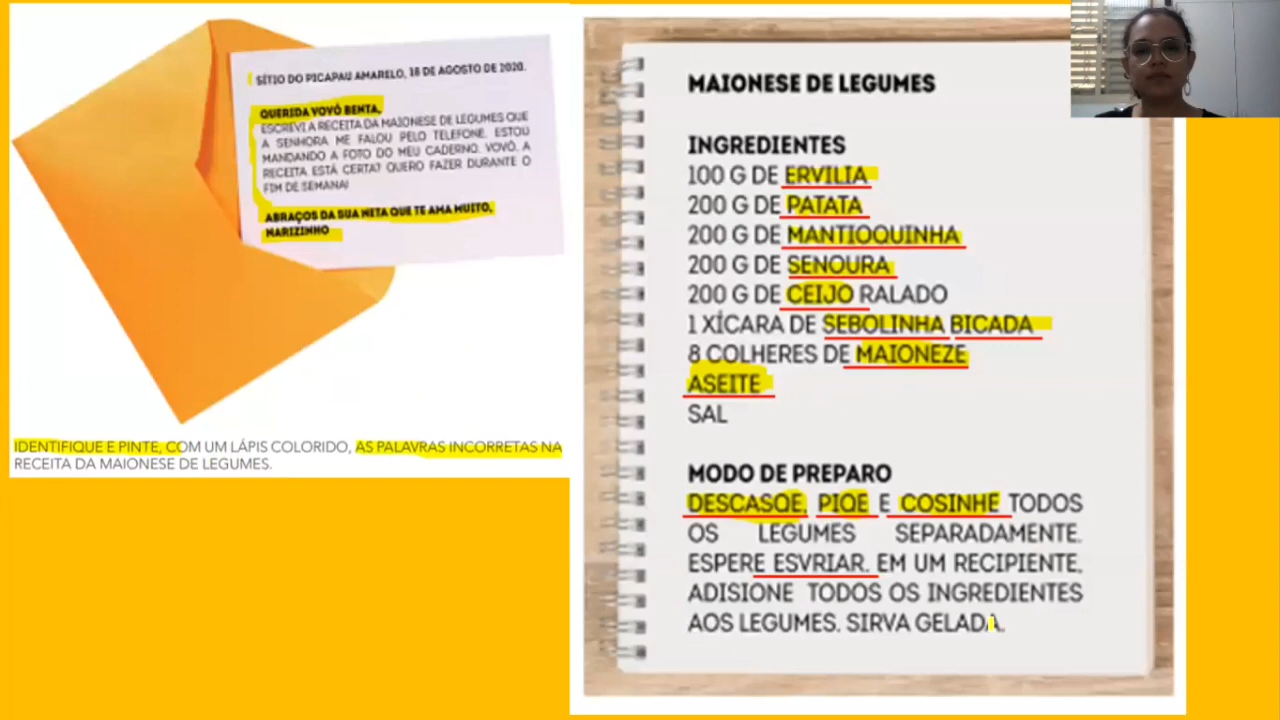 SÍTIO DO PICAPAU AMARELO, 18 DE AGOSTO DE 2020.
QUERIDA VOVÓ BENTA,
ESCREVI A RECEITA DA MAIONESE DE LEGUMES QUE
A SENHORA ME FALOU PELO TELEFONE. ESTOU
MANDANDO A FOTO DO MEU CADERNO. VOVÓ, A
RECEITA ESTÁ CERTA? QUERO FAZER DURANTE O
FIM DE SEMANA!
ABRAÇOS DA SUA NETA QUE TE AMA MUITO,
NARIZINHO
IDENTIFIQUE E PINTE, COM UM LÁPIS COLORIDO, AS PALAVRAS INCORRETAS NA
RECEITA DA MAIONESE DE LEGUMES.
MAIONESE DE LEGUMES
INGREDIENTES
100 G DE ERVILIA
200 G DE PATATA
200 G DE MANTIOQUINHA
200 G DE SENOURA
200 G DE CEIJO RALADO
1 XÍCARA DE SEBOLINHA BICADA
8 COLHERES DE MAIONEZE
ASEITE
SAL
MODO DE PREPARO
DESCASQE, PIQE E COSINHE TODOS
OS LEGUMES SEPARADAMENTE.
ESPERE ESVRIAR. EM UM RECIPIENTE,
ADISIONE TODOS OS INGREDIENTES
AOS LEGUMES. SIRVA GELADA.